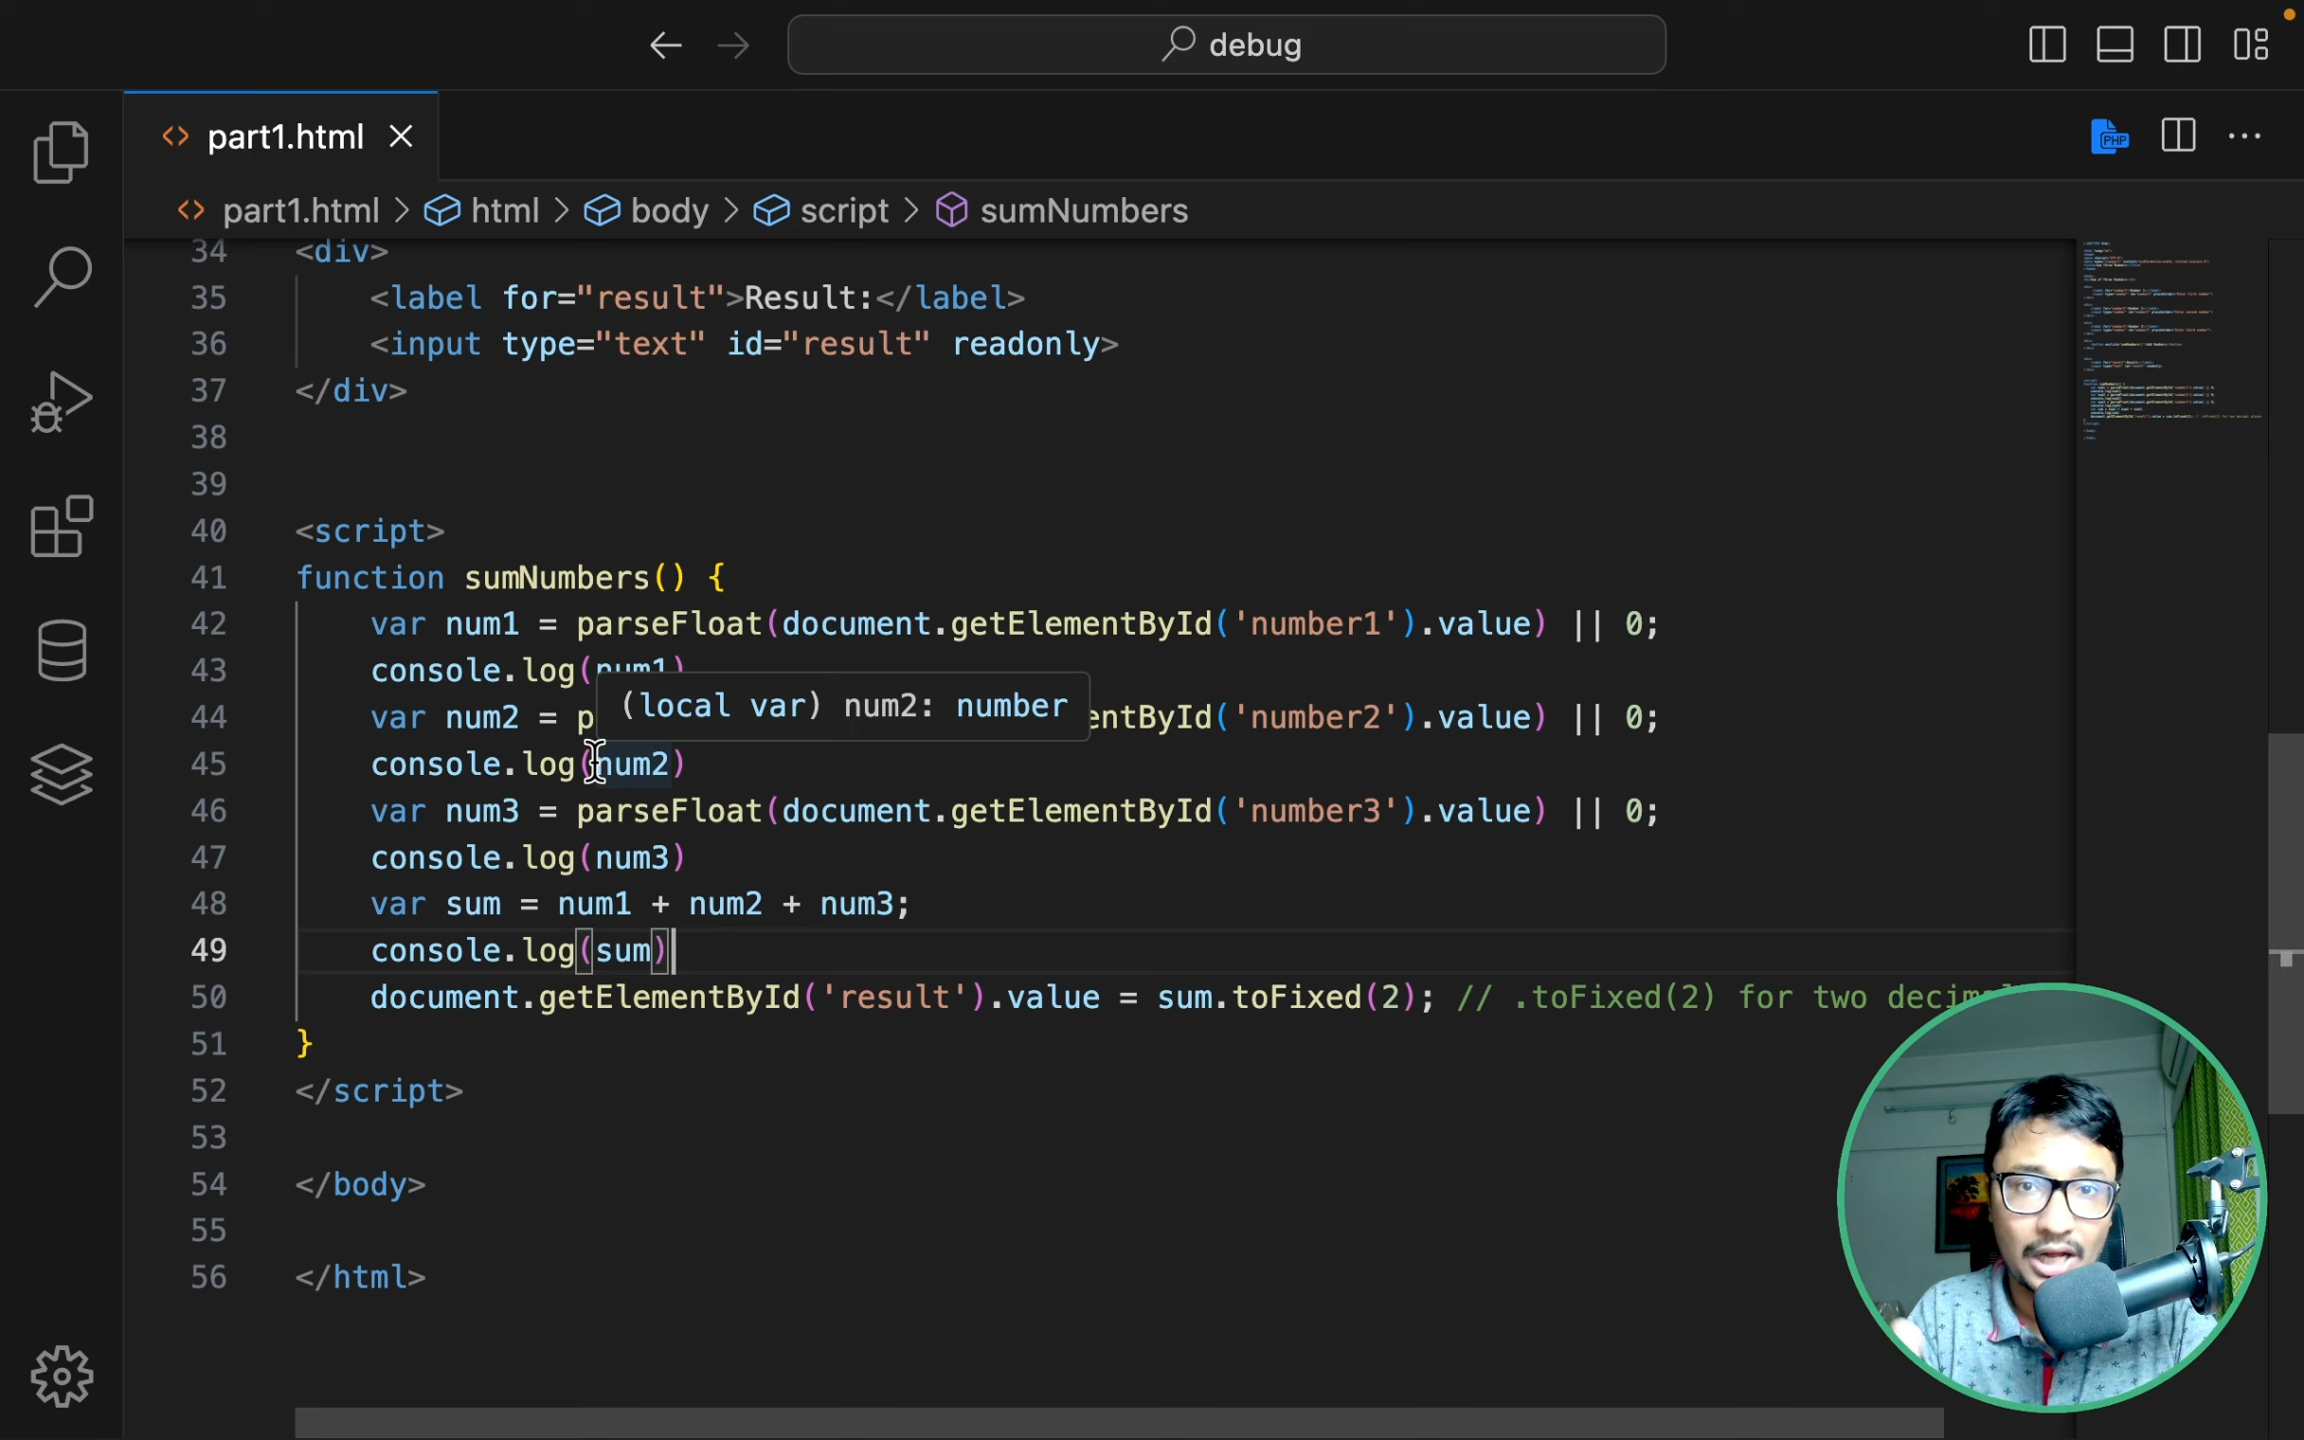 debug
part1.html
PHP
part1.html > html > body > script > sumNumbers
34 <div>
35 <label for="result">Result:</label>
36 <input type="text" id="result" readonly>
37 </div>
38
39
40 <script>
41 function sumNumbers() {
42 var num1 = parseFloat(document.getElementById('number1').value) || 0;
43 console.log(num1)
(local var) num2: number
44 var num2 = p entById('number2').value) || 0;
45 console.log(num2)
46 var num3 = parseFloat(document.getElementById('number3').value) || 0;
47 console.log(num3)
48 var sum = num1 + num2 + num3;
49 console.log(sum)
50 document.getElementById('result').value = sum.toFixed(2); // .toFixed(2) for two decimal
51 }
52 </script>
53
54 </body>
55
56 </html>